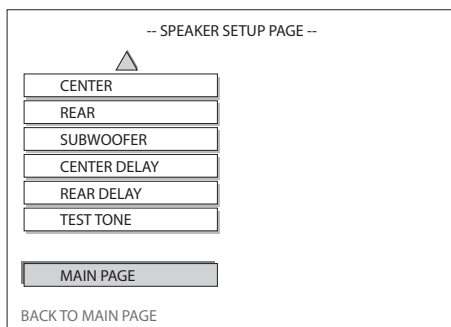 -- SPEAKER SETUP PAGE --
CENTER
REAR
SUBWOOFER
CENTER DELAY
REAR DELAY
TEST TONE
MAIN PAGE
BACK TO MAIN PAGE